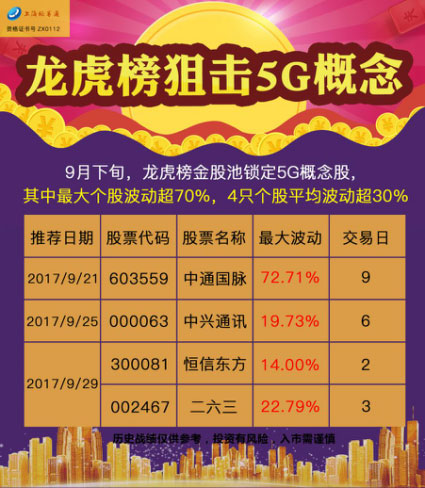 资格证书号 ZX0112
龙虎榜狙击5G概念
9月下旬，龙虎榜金股池锁定5G概念股，
其中最大个股波动超70%，4只个股平均波动超30%
推荐日期 股票代码 股票名称 最大波动 交易日
2017/9/21 603559 中通国脉 72.71% 9
2017/9/25 000063 中兴通讯 19.73% 6
2017/9/29 300081 恒信东方 14.00% 2
002467 二六三 22.79% 3
历史战绩仅供参考，投资有风险，入市需谨慎